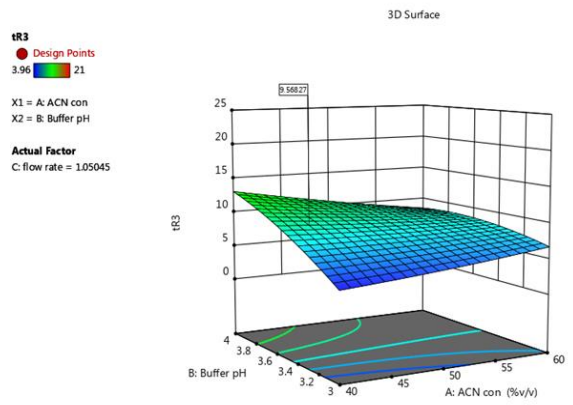 3D Surface
tR3
Design Points
3.96 21
X1 = A: ACN con
X2 = B: Buffer pH
Actual Factor
C: flow rate = 1.05045
9.56827
25
20
15
10
5
0
tR3
4
3.8
3.6
3.4
3.2
3
B: Buffer pH
40
45
50
55
60
A: ACN con (%v/v)